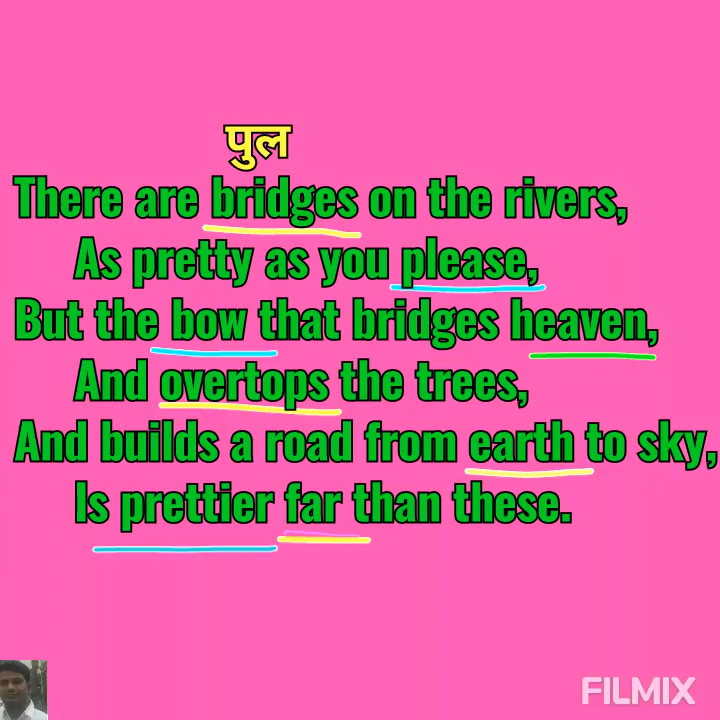 पुल
There are bridges on the rivers,
As pretty as you please,
But the bow that bridges heaven,
And overtops the trees,
And builds a road from earth to sky,
Is prettier far than these.
FILMIX